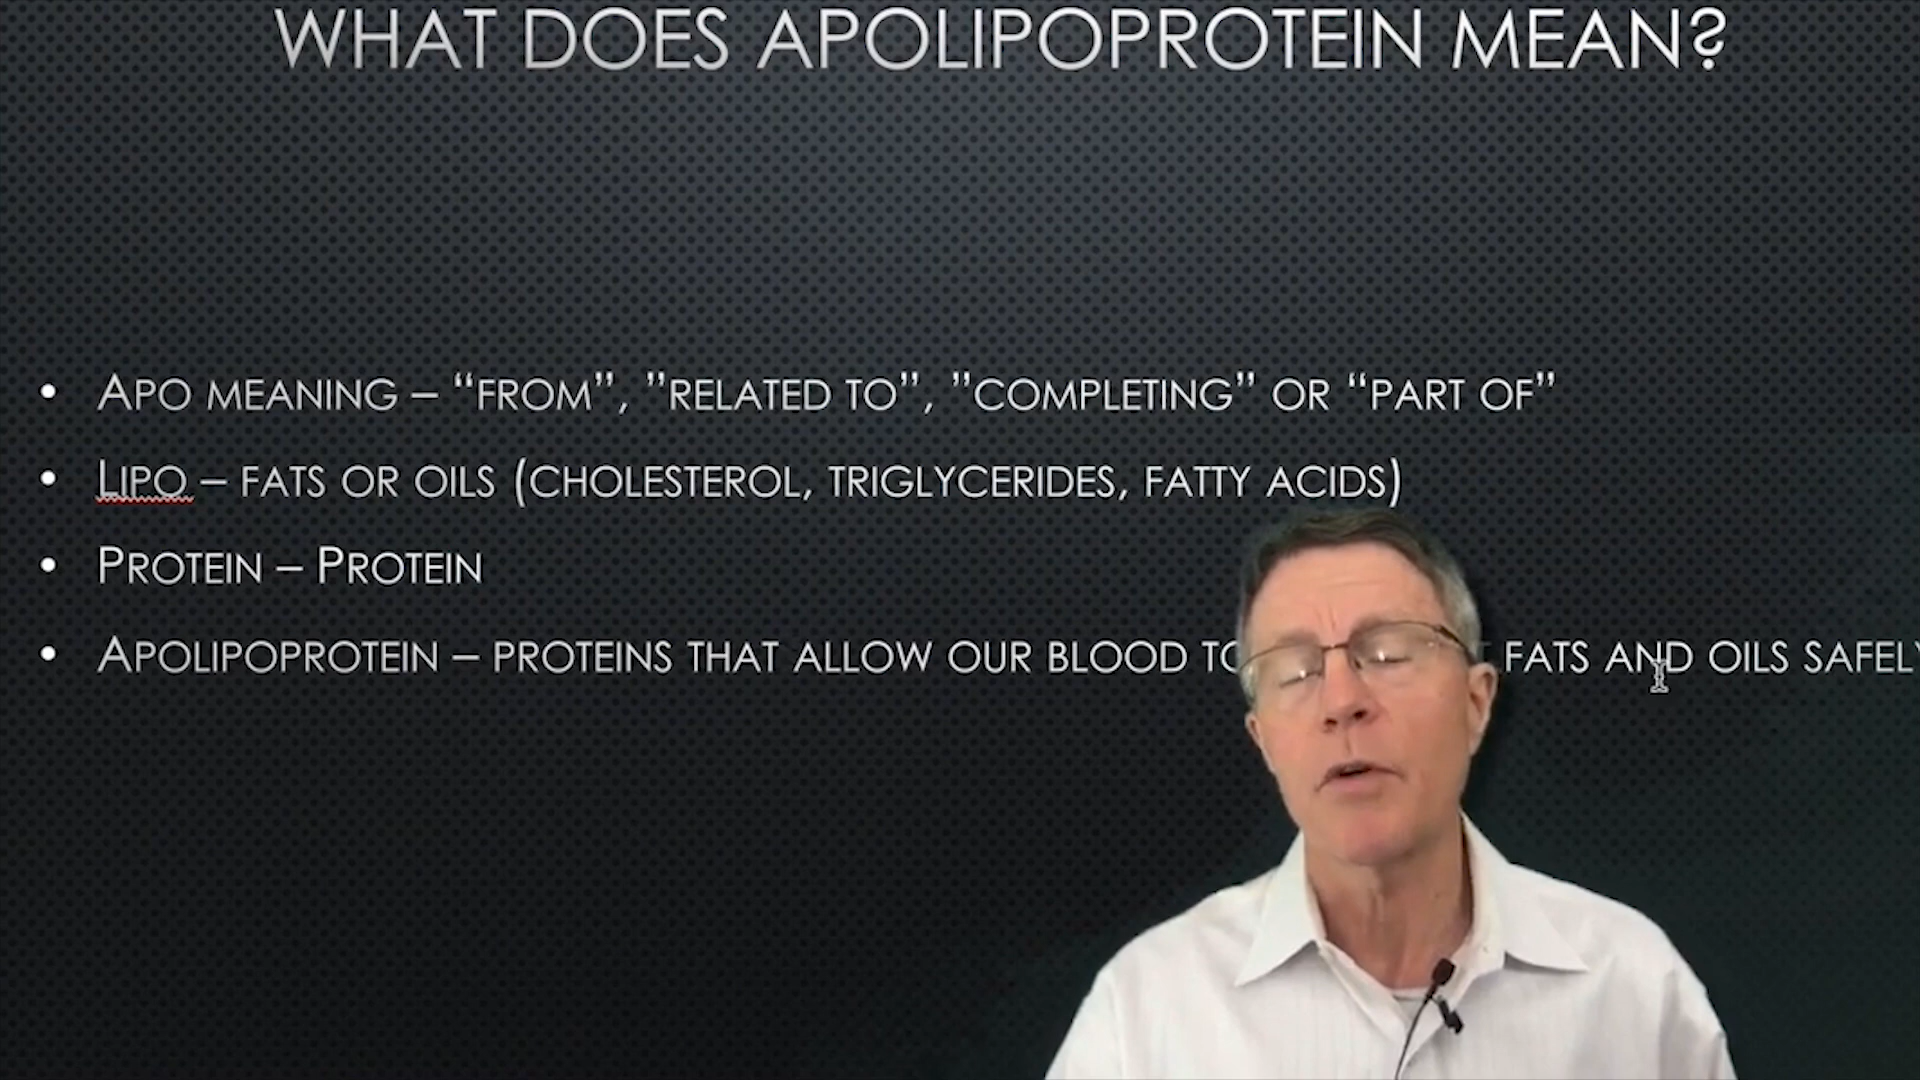 WHAT DOES APOLIPOPROTEIN MEAN?
• APO MEANING – “FROM”, ”RELATED TO”, ”COMPLETING” OR “PART OF”
• LIPO – FATS OR OILS (CHOLESTEROL, TRIGLYCERIDES, FATTY ACIDS)
• PROTEIN – PROTEIN
• APOLIPOPROTEIN – PROTEINS THAT ALLOW OUR BLOOD TO FATS AND OILS SAFELY